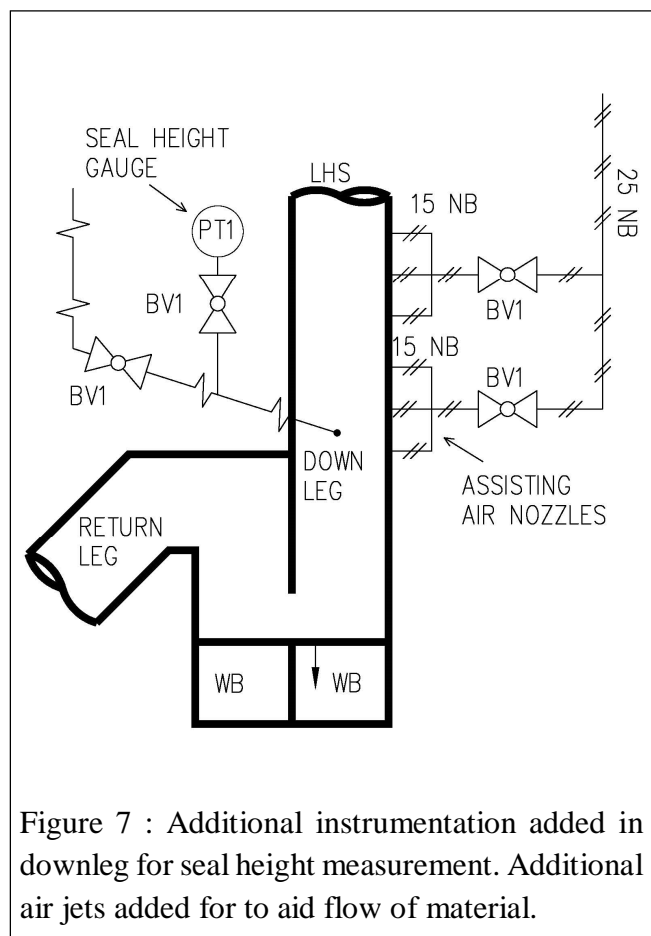 SEAL HEIGHT
GAUGE
LHS
15 NB
25 NB
PT1
BV1
BV1
BV1
15 NB
BV1
DOWN
LEG
ASSISTING
AIR NOZZLES
RETURN
LEG
WB
WB
Figure 7 : Additional instrumentation added in
downleg for seal height measurement. Additional
air jets added for to aid flow of material.